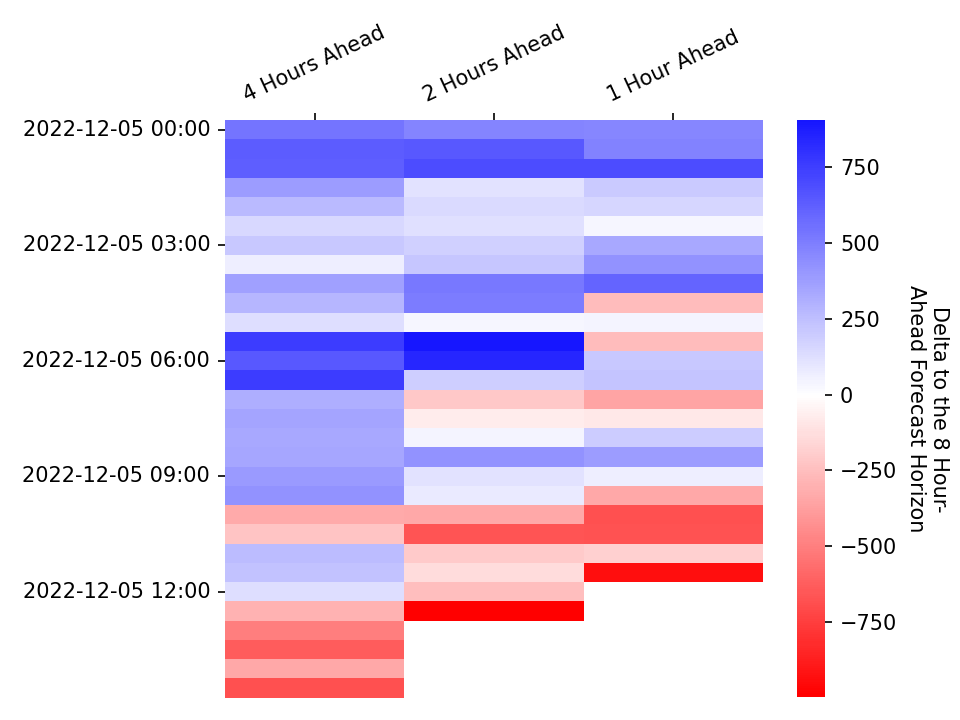 4 Hours Ahead
2 Hours Ahead
1 Hour Ahead
2022-12-05 00:00
2022-12-05 03:00
2022-12-05 06:00
2022-12-05 09:00
2022-12-05 12:00
750
500
250
0
−250
−500
−750
Delta to the 8 Hour-
Ahead Forecast Horizon